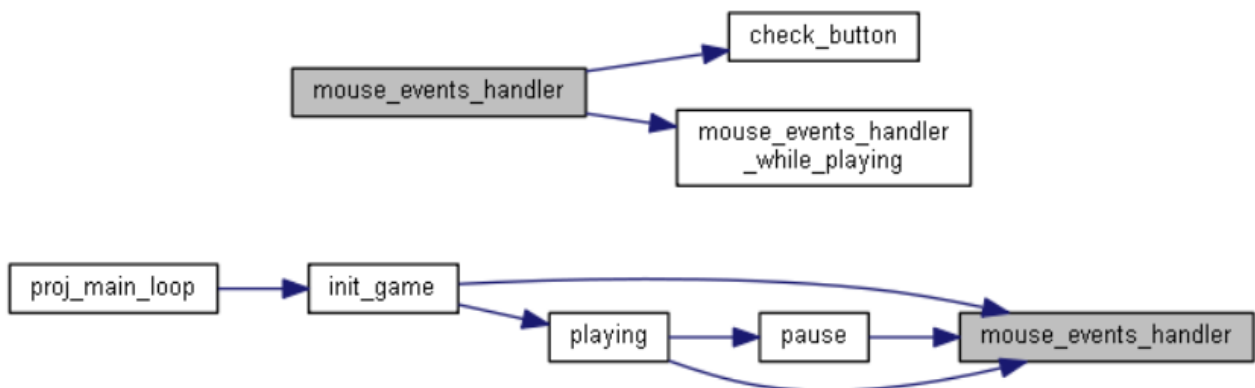 check_button
mouse_events_handler
mouse_events_handler
_while_playing
proj_main_loop
init_game
playing
pause
mouse_events_handler